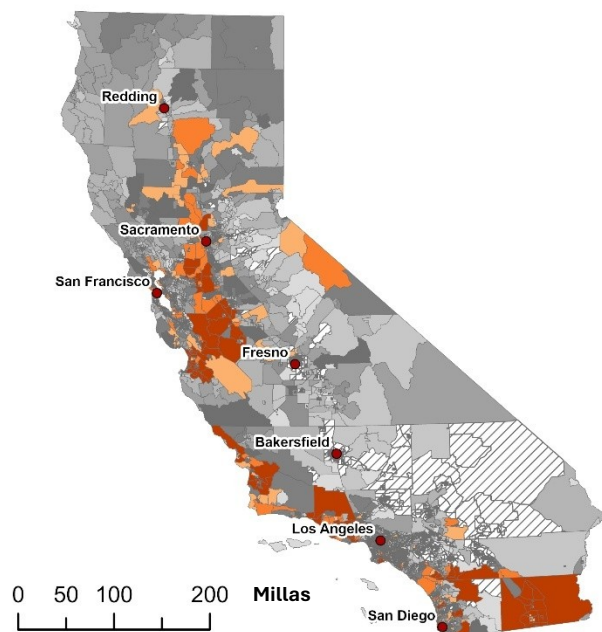 Redding
Sacramento
San Francisco
Fresno
Bakersfield
Los Angeles
San Diego
0 50 100 200 Millas